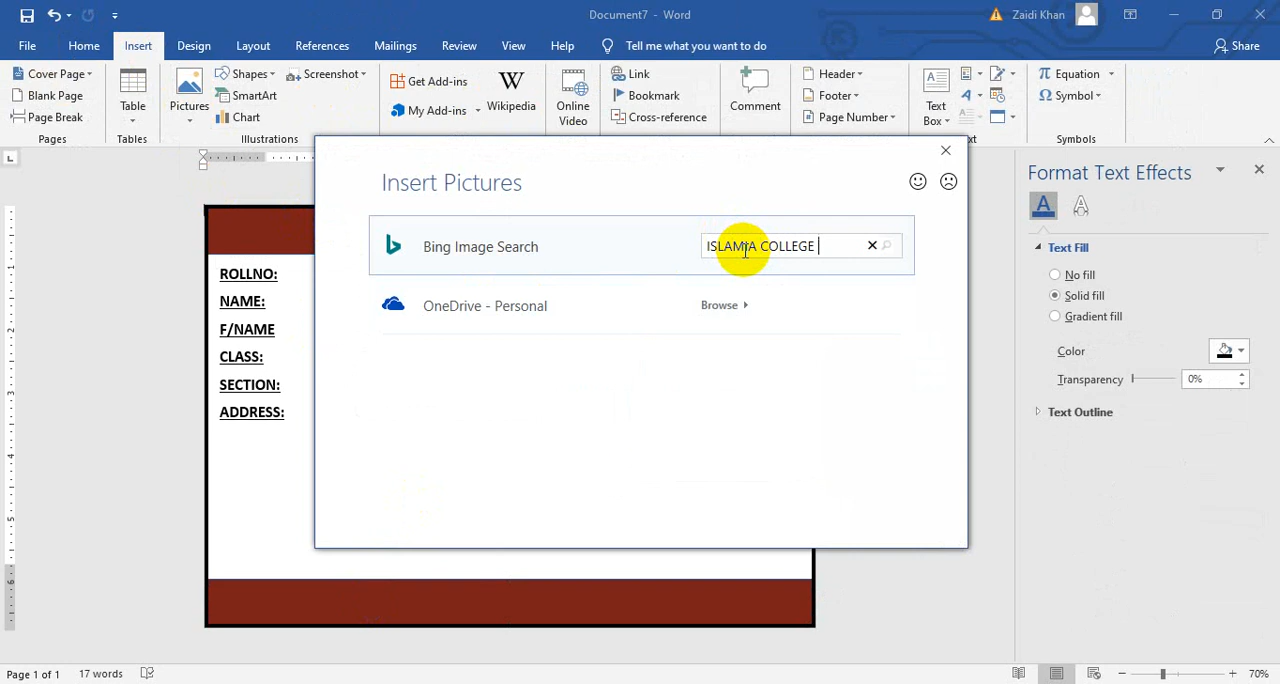 Document7 - Word
Zaidi Khan
File Home Insert Design Layout References Mailings Review View Help Tell me what you want to do Share
Cover Page
Blank Page
Page Break
Pages
Table
Tables
Pictures
Shapes
SmartArt
Chart
Screenshot
Illustrations
Get Add-ins
My Add-ins
Wikipedia
Online
Video
Link
Bookmark
Cross-reference
Comment
Header
Footer
Page Number
Text
Box
Equation
Symbol
Symbols
Insert Pictures
Bing Image Search
ISLAMIA COLLEGE
OneDrive - Personal
Browse
ROLLNO:
NAME:
F/NAME
CLASS:
SECTION:
ADDRESS:
Format Text Effects
Text Fill
No fill
Solid fill
Gradient fill
Color
Transparency
0%
Text Outline
Page 1 of 1
17 words
70%